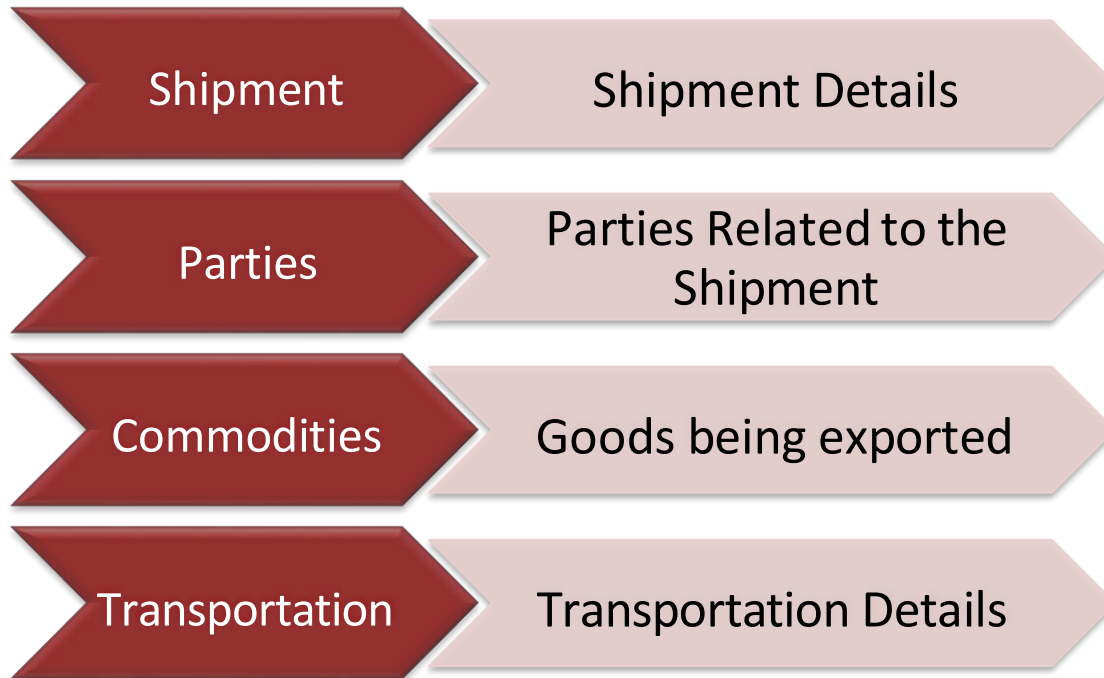 Shipment
Shipment Details
Parties
Parties Related to the
Shipment
Commodities
Goods being exported
Transportation
Transportation Details